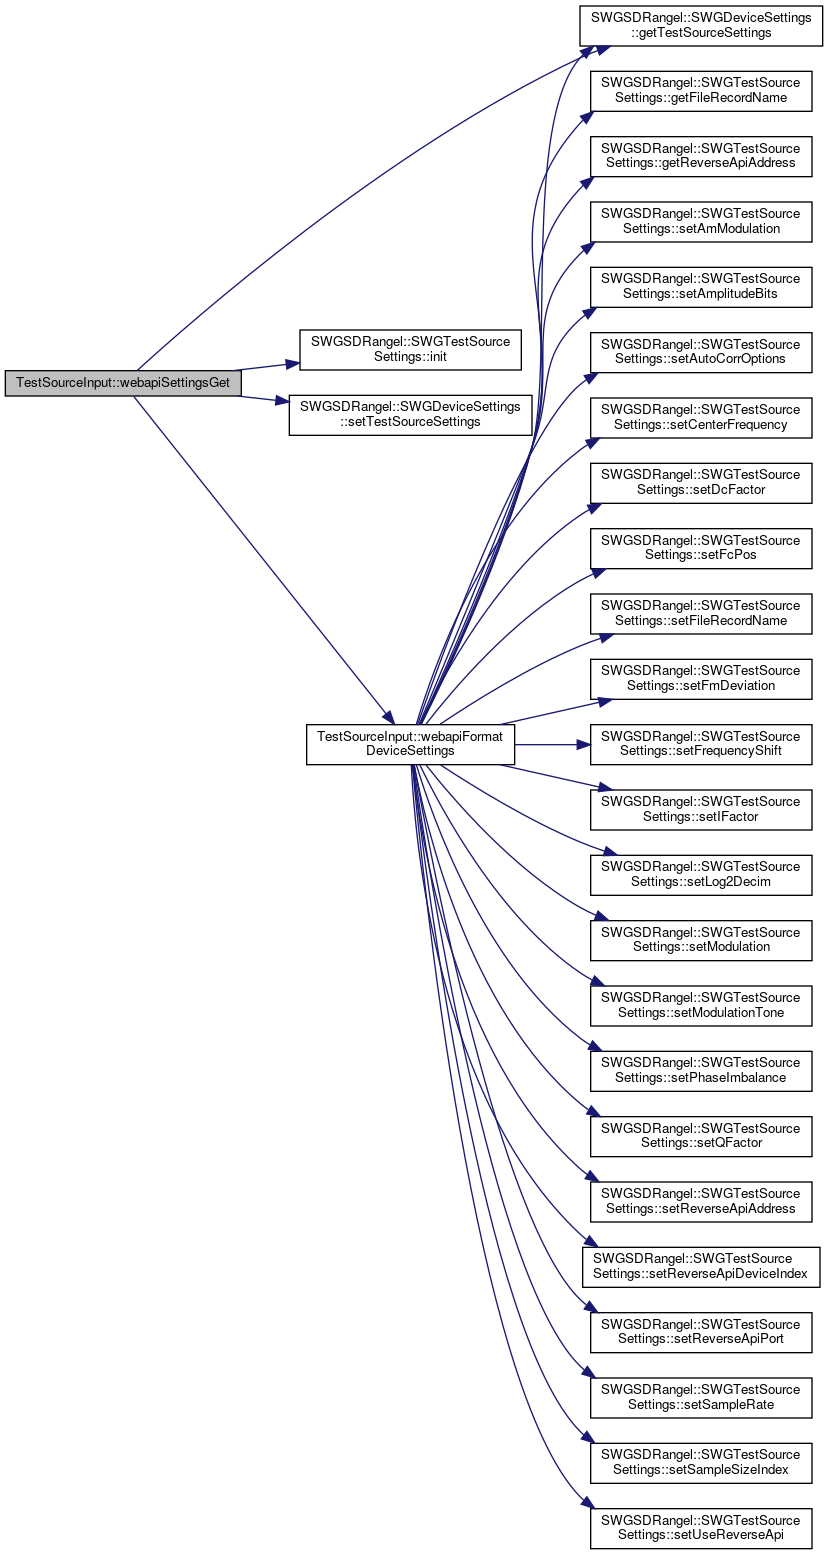 TestSourceInput::webapiSettingsGet
SWGSDRangel::SWGTestSource
Settings::init
SWGSDRangel::SWGDeviceSettings
::setTestSourceSettings
TestSourceInput::webapiFormat
DeviceSettings
SWGSDRangel::SWGDeviceSettings
::getTestSourceSettings
SWGSDRangel::SWGTestSource
Settings::getFileRecordName
SWGSDRangel::SWGTestSource
Settings::getReverseApiAddress
SWGSDRangel::SWGTestSource
Settings::setAmModulation
SWGSDRangel::SWGTestSource
Settings::setAmplitudeBits
SWGSDRangel::SWGTestSource
Settings::setAutoCorrOptions
SWGSDRangel::SWGTestSource
Settings::setCenterFrequency
SWGSDRangel::SWGTestSource
Settings::setDcFactor
SWGSDRangel::SWGTestSource
Settings::setFcPos
SWGSDRangel::SWGTestSource
Settings::setFileRecordName
SWGSDRangel::SWGTestSource
Settings::setFmDeviation
SWGSDRangel::SWGTestSource
Settings::setFrequencyShift
SWGSDRangel::SWGTestSource
Settings::setIFactor
SWGSDRangel::SWGTestSource
Settings::setLog2Decim
SWGSDRangel::SWGTestSource
Settings::setModulation
SWGSDRangel::SWGTestSource
Settings::setModulationTone
SWGSDRangel::SWGTestSource
Settings::setPhaseImbalance
SWGSDRangel::SWGTestSource
Settings::setQFactor
SWGSDRangel::SWGTestSource
Settings::setReverseApiAddress
SWGSDRangel::SWGTestSource
Settings::setReverseApiDeviceIndex
SWGSDRangel::SWGTestSource
Settings::setReverseApiPort
SWGSDRangel::SWGTestSource
Settings::setSampleRate
SWGSDRangel::SWGTestSource
Settings::setSampleSizeIndex
SWGSDRangel::SWGTestSource
Settings::setUseReverseApi